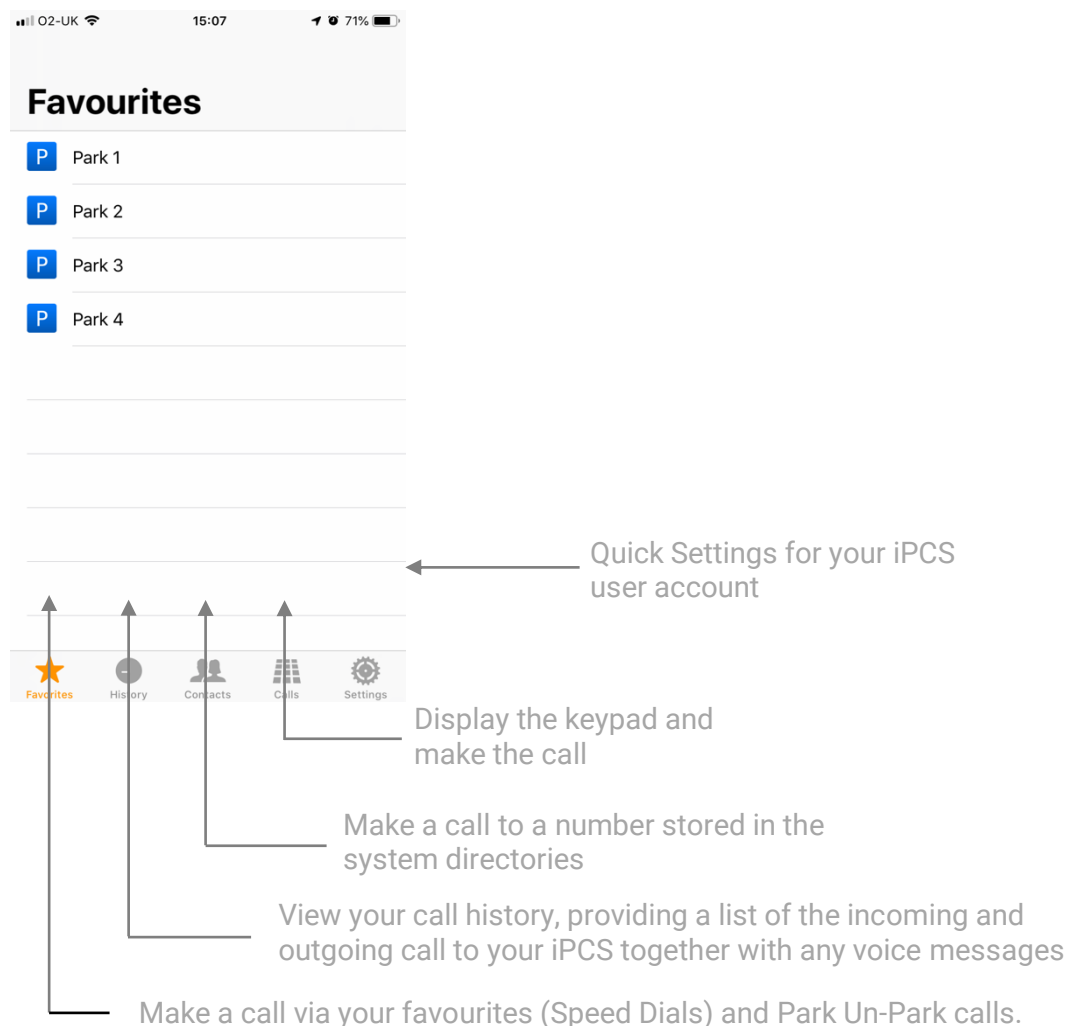 O2-UK 15:07 71%
Favourites
P Park 1
P Park 2
P Park 3
P Park 4
Quick Settings for your iPCS
user account
Favorites History Contacts Calls Settings
Display the keypad and
make the call
Make a call to a number stored in the
system directories
View your call history, providing a list of the incoming and
outgoing call to your iPCS together with any voice messages
Make a call via your favourites (Speed Dials) and Park Un-Park calls.